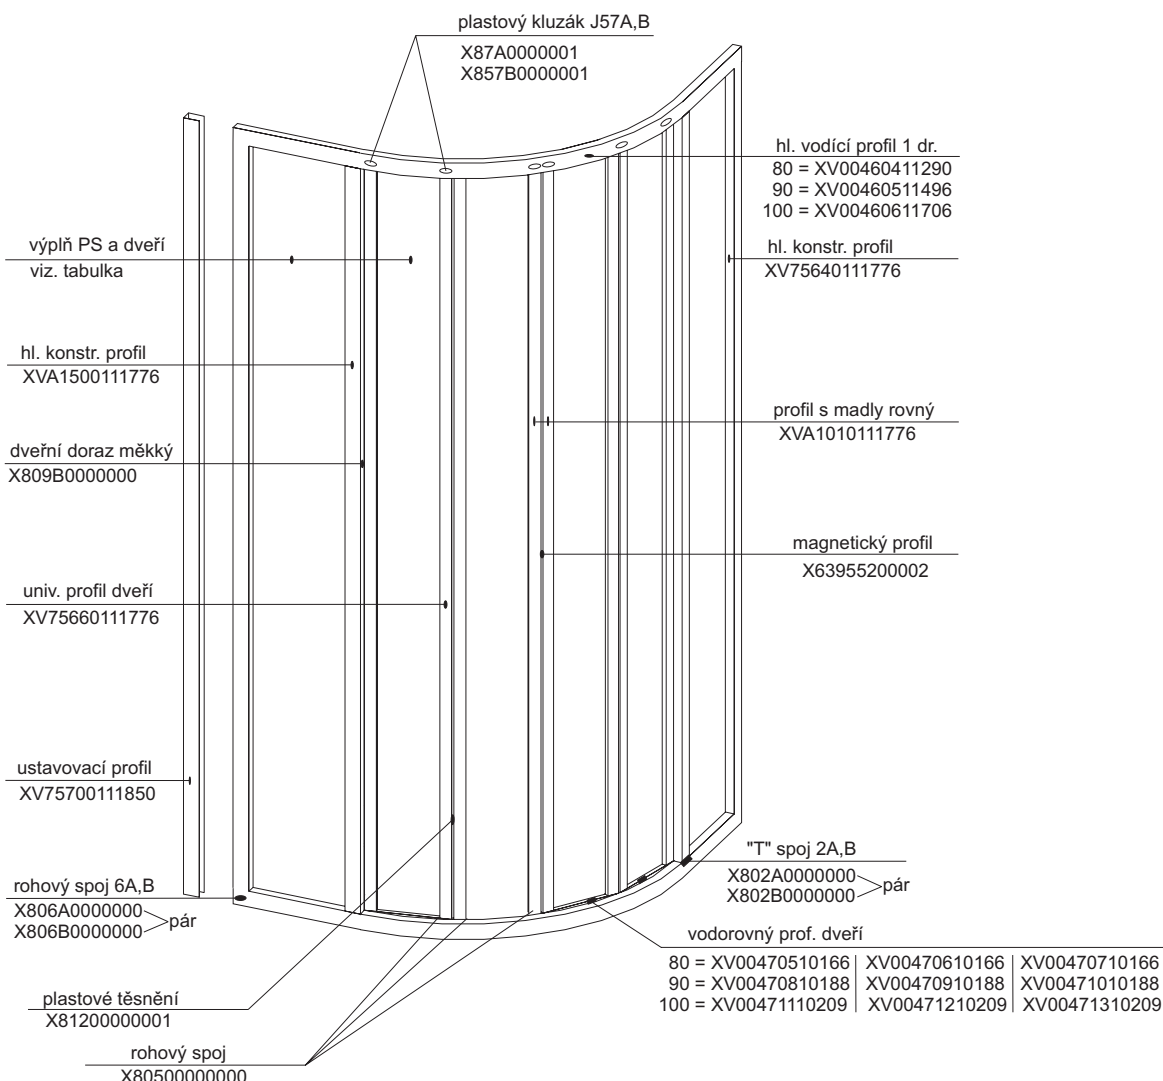 plastový kluzák J57A,B
X87A0000001
X857B0000001
hl. vodící profil 1 dr.
80 = XV00460411290
90 = XV00460511496
100 = XV00460611706
výplň PS a dveří
viz. tabulka
hl. konstr. profil
XV75640111776
hl. konstr. profil
XVA1500111776
profil s madly rovný
XVA1010111776
dveřní doraz měkký
X809B0000000
magnetický profil
X63955200002
univ. profil dveří
XV75660111776
ustavovací profil
XV75700111850
"T" spoj 2A,B
X802A0000000
X802B0000000
pár
rohový spoj 6A,B
X806A0000000
X806B0000000
pár
vodorovný prof. dveří
80 = XV00470510166 | XV00470610166 | XV00470710166
90 = XV00470810188 | XV00470910188 | XV00471010188
100 = XV00471110209 | XV00471210209 | XV00471310209
plastové těsnění
X81200000001
rohový spoj
X80500000000